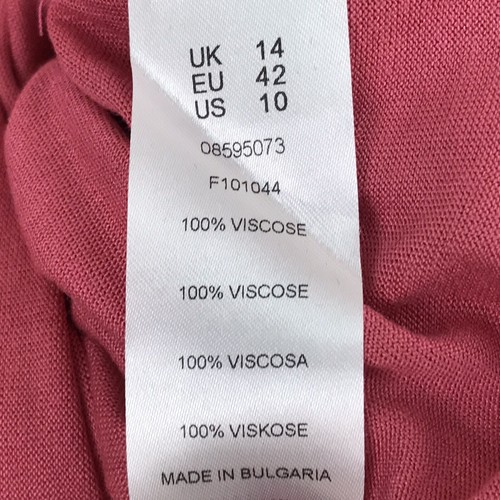 UK 14
EU 42
US 10
08595073
F101044
100% VISCOSE
100% VISCOSE
100% VISCOSA
100% VISKOSE
MADE IN BULGARIA